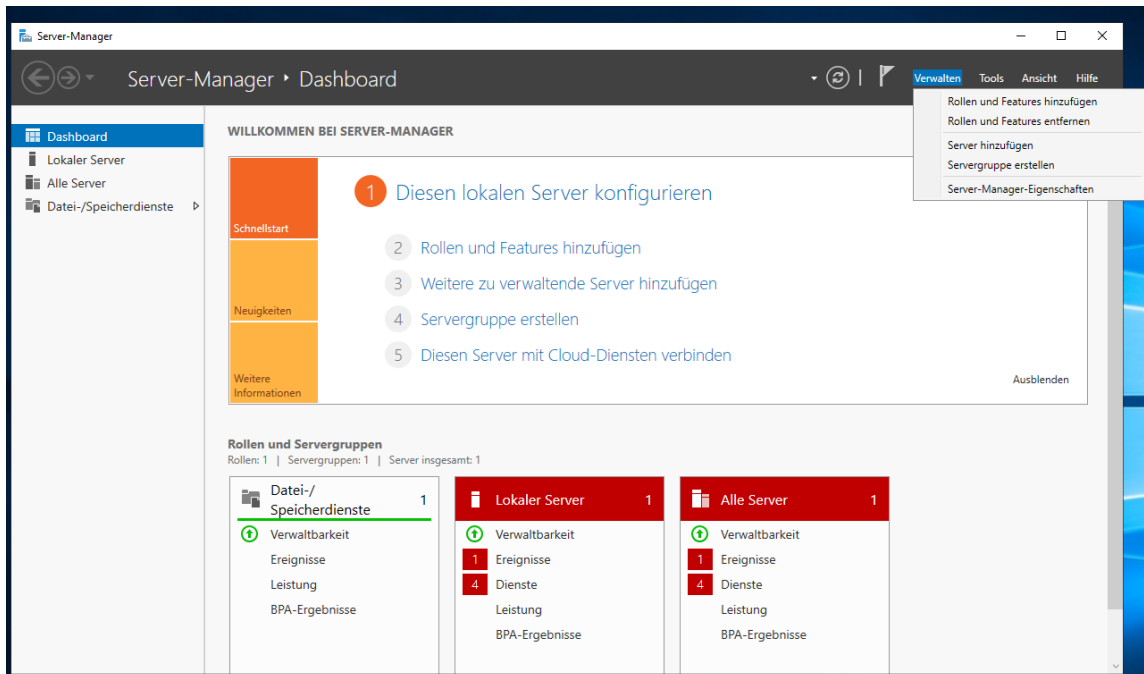 Server-Manager
Server-Manager ‣ Dashboard
Verwalten Tools Ansicht Hilfe
Rollen und Features hinzufügen
Rollen und Features entfernen
Server hinzufügen
Servergruppe erstellen
Server-Manager-Eigenschaften
Dashboard
Lokaler Server
Alle Server
Datei-/Speicherdienste
WILLKOMMEN BEI SERVER-MANAGER
Schnellstart
Neuigkeiten
Weitere
Informationen
1 Diesen lokalen Server konfigurieren
2 Rollen und Features hinzufügen
3 Weitere zu verwaltende Server hinzufügen
4 Servergruppe erstellen
5 Diesen Server mit Cloud-Diensten verbinden
Ausblenden
Rollen und Servergruppen
Rollen: 1 | Servergruppen: 1 | Server insgesamt: 1
Datei-/
Speicherdienste 1
Verwaltbarkeit
Ereignisse
Leistung
BPA-Ergebnisse
Lokaler Server 1
Verwaltbarkeit
1 Ereignisse
4 Dienste
Leistung
BPA-Ergebnisse
Alle Server 1
Verwaltbarkeit
1 Ereignisse
4 Dienste
Leistung
BPA-Ergebnisse